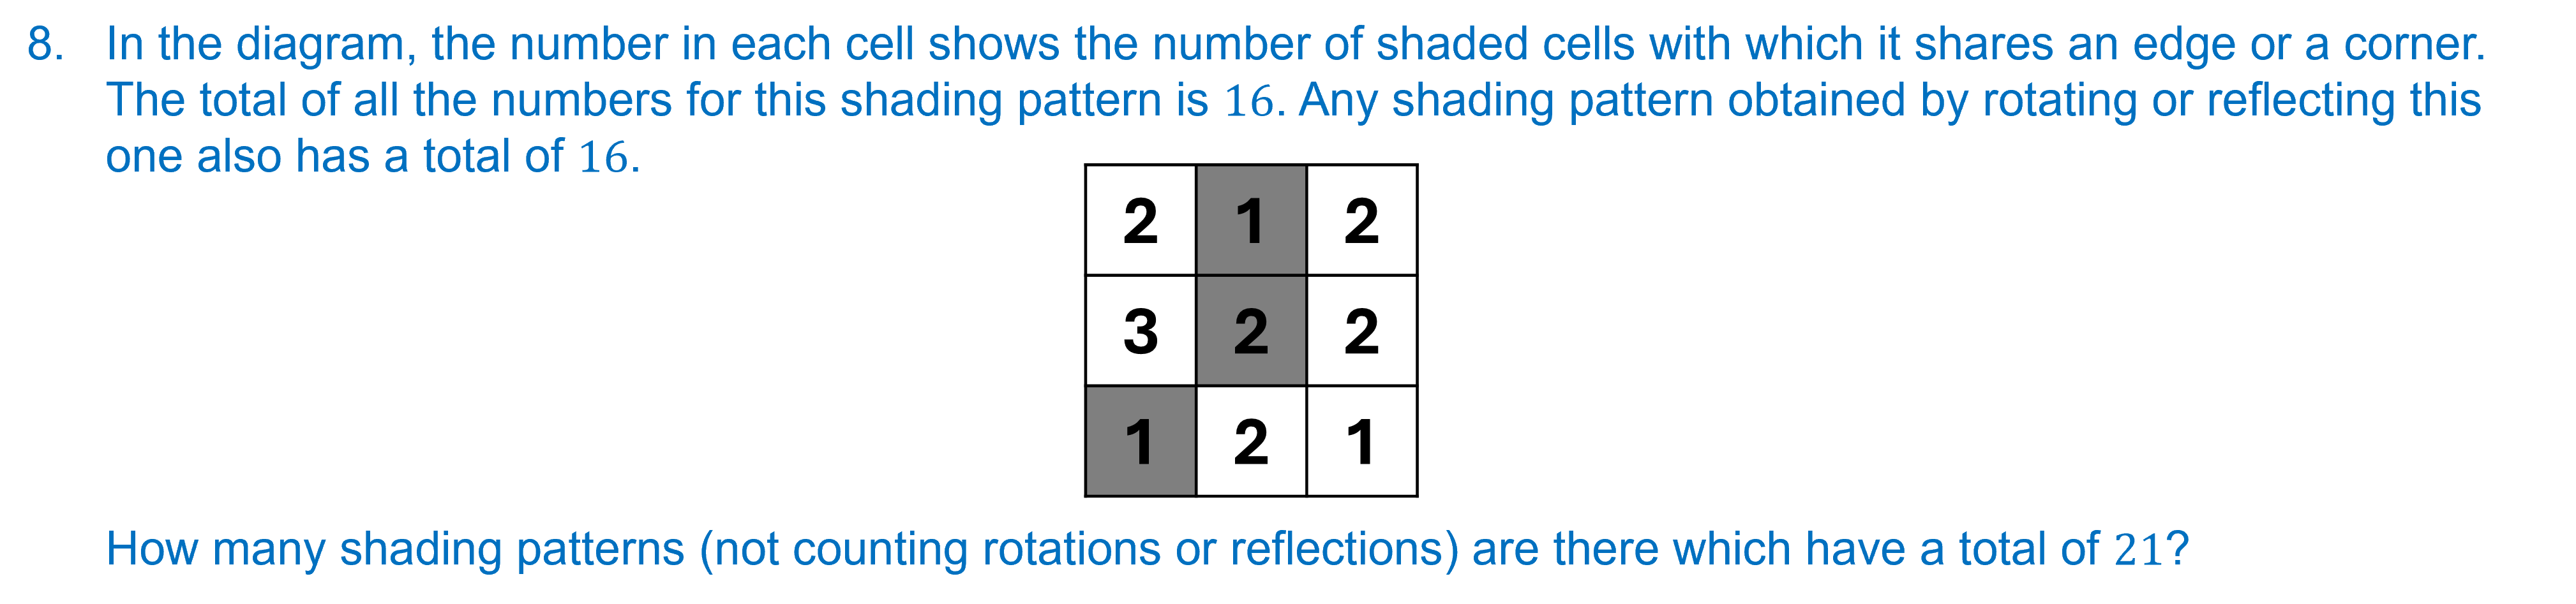 8. In the diagram, the number in each cell shows the number of shaded cells with which it shares an edge or a corner.
The total of all the numbers for this shading pattern is 16. Any shading pattern obtained by rotating or reflecting this
one also has a total of 16.
2 1 2
3 2 2
1 2 1
How many shading patterns (not counting rotations or reflections) are there which have a total of 21?